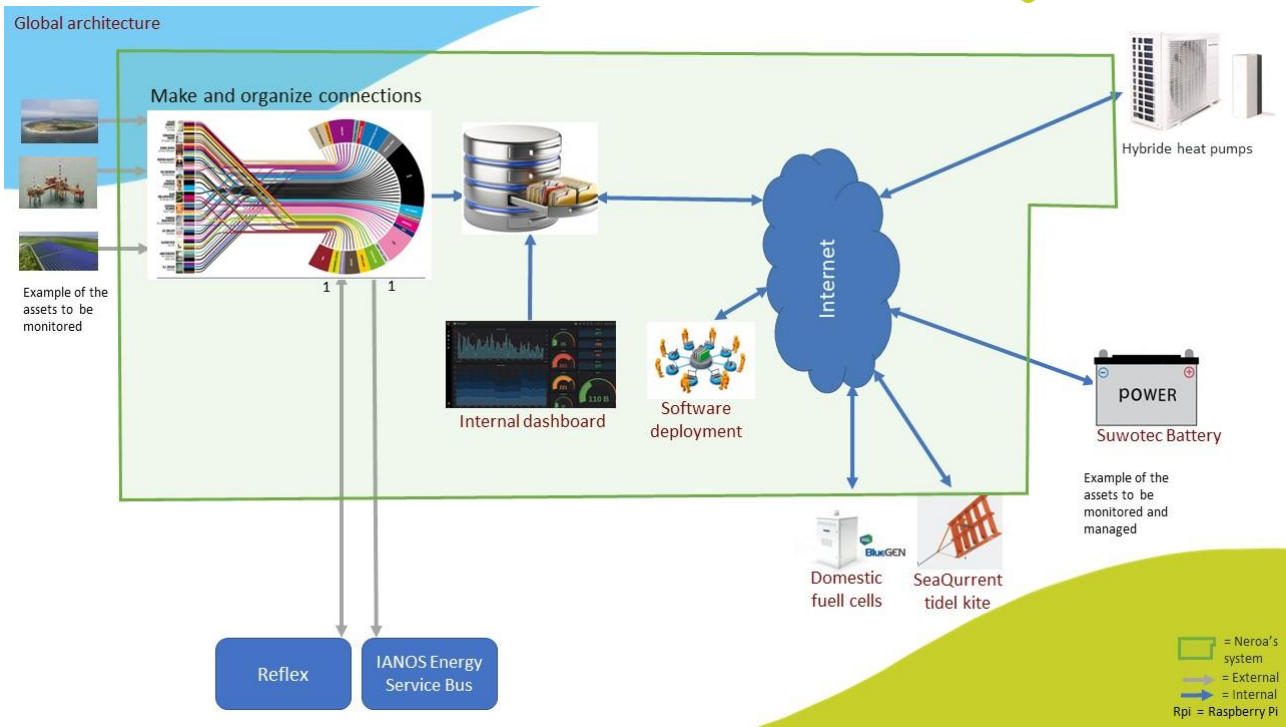 Global architecture
Make and organize connections
Hybride heat pumps
Example of the
assets to be
monitored
1
1
Internet
110 B
Internal dashboard
Software
deployment
POWER
Suwotec Battery
Example of the
assets to be
monitored and
managed
BlueGEN
Domestic
fuell cells
SeaQurrent
tidel kite
Reflex
IANOS Energy
Service Bus
= Neroa's
system
= External
= Internal
Rpi = Raspberry Pi